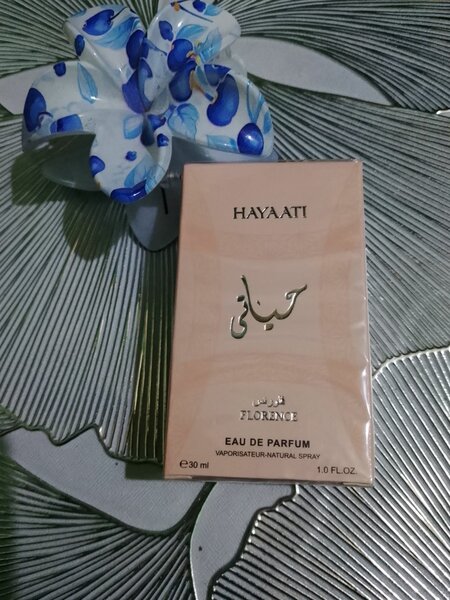 HAYAATI
حياتي
فلورنس
FLORENCE
EAU DE PARFUM
VAPORISATEUR-NATURAL SPRAY
℮30 ml 1.0 FL.OZ.